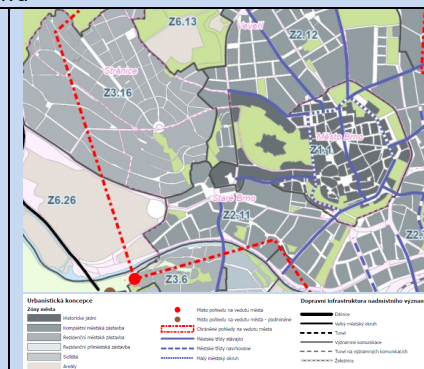 Z6.13
Veveří
Z2.12
Stránice
Z3.16
Město Brno
Z1.1
Z6.26
Staré Brno
Z2.11
Z3.6
Urbanistická koncepce
Zóny města
Historické jádro
Kompaktní městská zástavba
Rezidenční městská zástavba
Rezidenční příměstská zástavba
Sídliště
Areály
Místo pohledu na vedutu města
Místo pohledu na vedutu města - podmíněné
Chráněné pohledy na vedutu města
Městské třídy stávající
Městské třídy navrhované
Malý městský okruh
Dopravní infrastruktura nadmístního význam
Dálnice
Velký městský okruh
Tunel
Významné komunikace
Tunel na významných komunikacích
Železnice